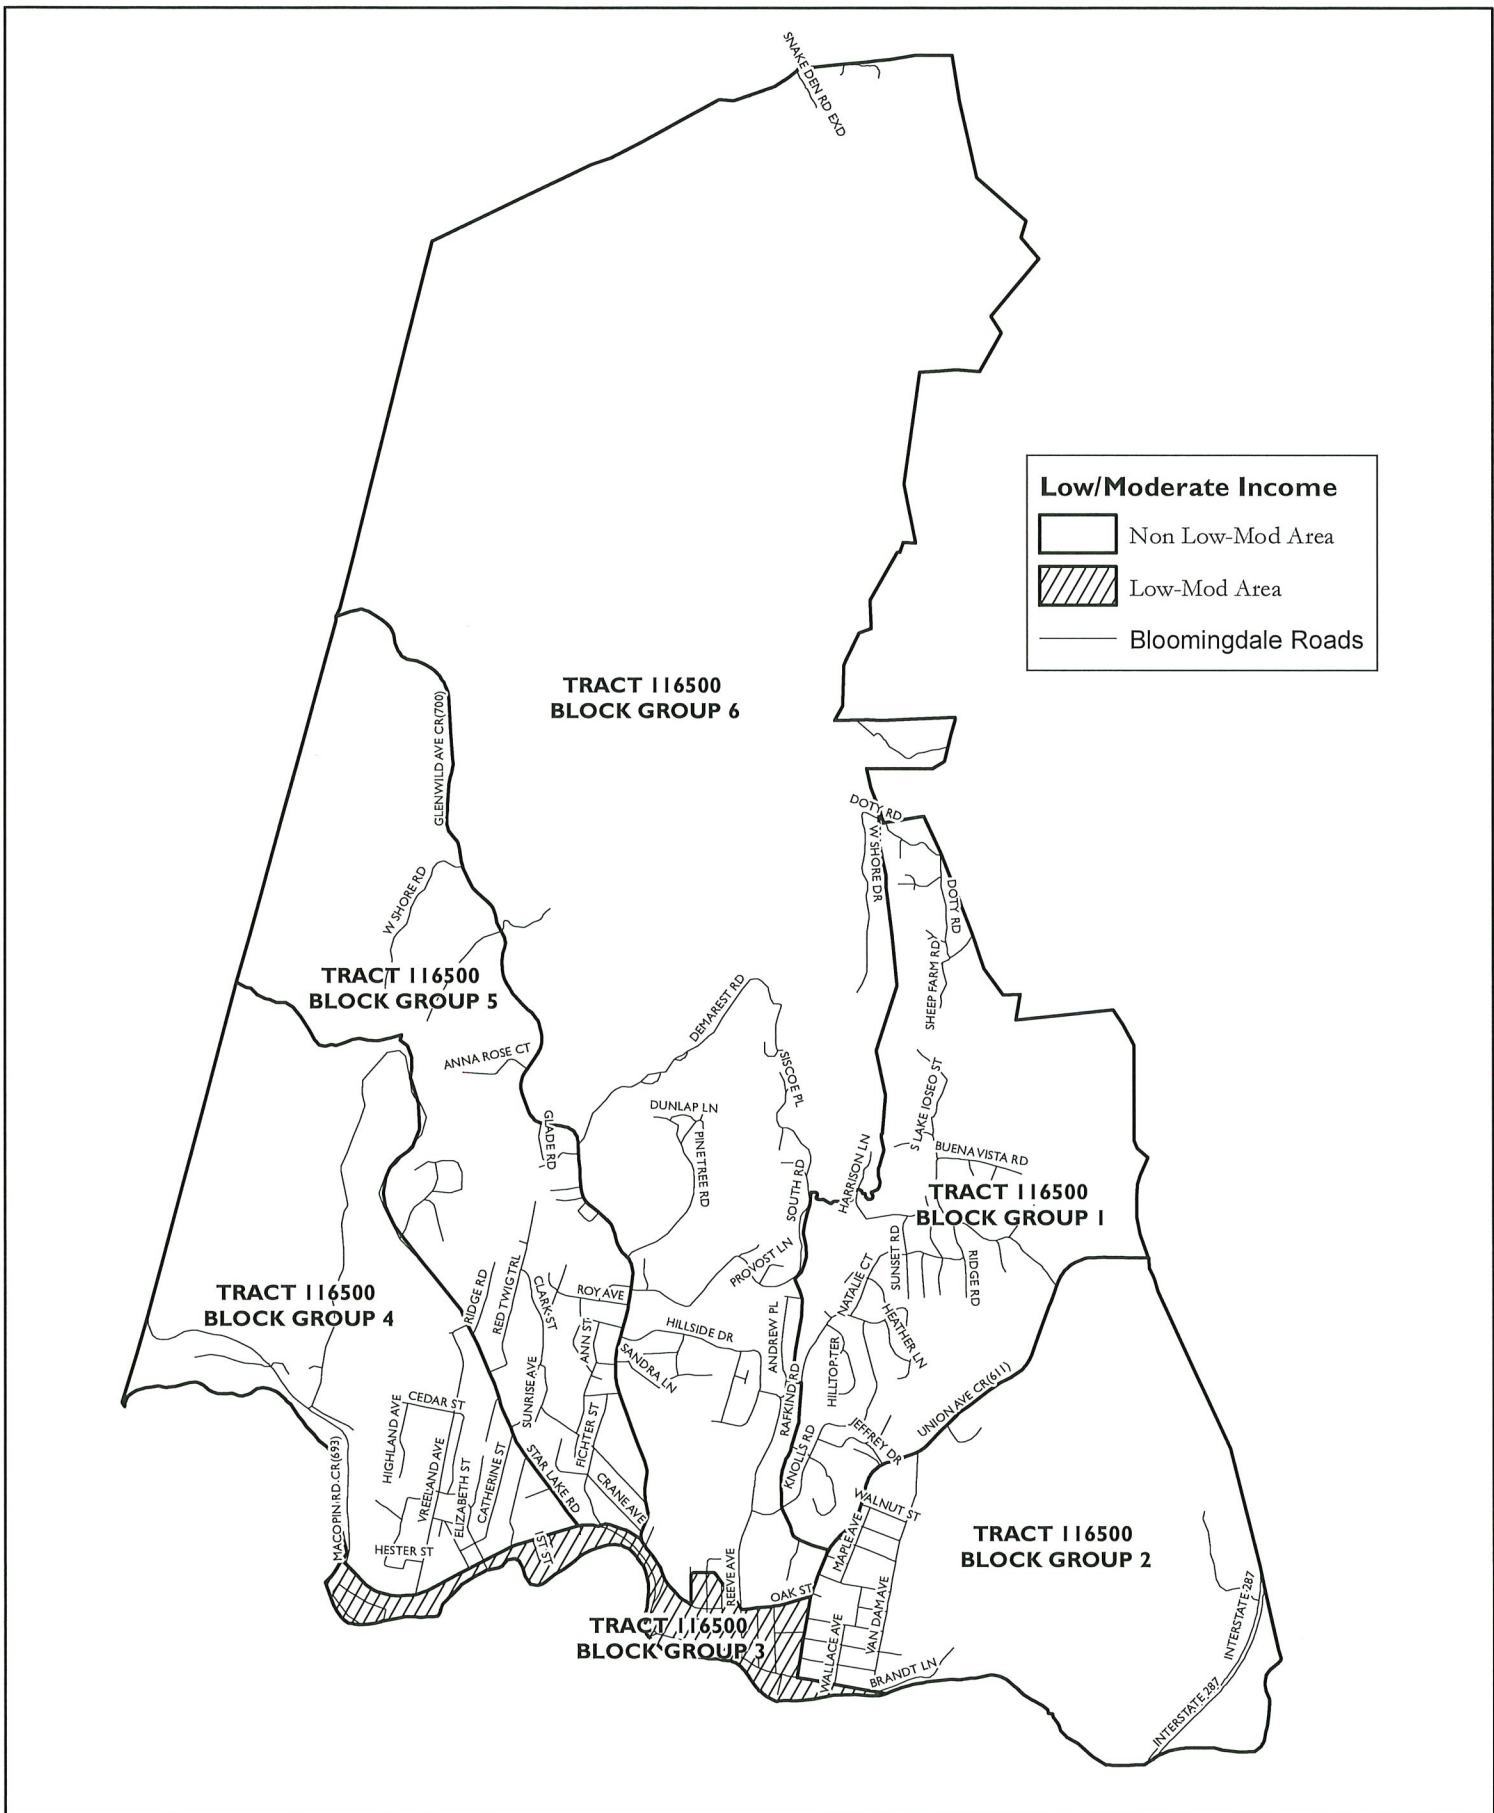 SNAKE DEN RD EXD
Low/Moderate Income
Non Low-Mod Area
Low-Mod Area
Bloomingdale Roads
TRACT 116500
BLOCK GROUP 6
GLENWILD AVE CR(700)
DOTY RD
W SHORE DR
W SHORE RD
DOTY RD
SHEEP FARM RD
TRACT 116500
BLOCK GROUP 5
DEMAREST RD
ANNA ROSE CT
SISCOE PL
S LAKE IOSEO ST
DUNLAP LN
GLADE RD
PINETREE RD
HARRISON LN
BUENA VISTA RD
SOUTH RD
TRACT 116500
BLOCK GROUP 1
SUNSET RD
PROVOST LN
RIDGE RD
NATALIE CT
TRACT 116500
BLOCK GROUP 4
RIDGE RD
RED TWIG TRL
CLARK ST
ROY AVE
ANN ST
HILLSIDE DR
SANDRA LN
ANDREW PL
HEATHER LN
HILLTOP TER
RAFKIND RD
SUNRISE AVE
UNION AVE CR(611)
HIGHLAND AVE
CEDAR ST
FICHTER ST
KNOLLS RD
JEFFREY DR
MACOPIN RD CR(693)
VREELAND AVE
ELIZABETH ST
CATHERINE ST
STAR LAKE RD
CRANE AVE
WALNUT ST
MAPLE AVE
HESTER ST
1ST ST
TRACT 116500
BLOCK GROUP 2
REEVE AVE
OAK ST
VAN DAM AVE
INTERSTATE 287
TRACT 116500
BLOCK GROUP 3
WALLACE AVE
BRANDT LN
INTERSTATE 287